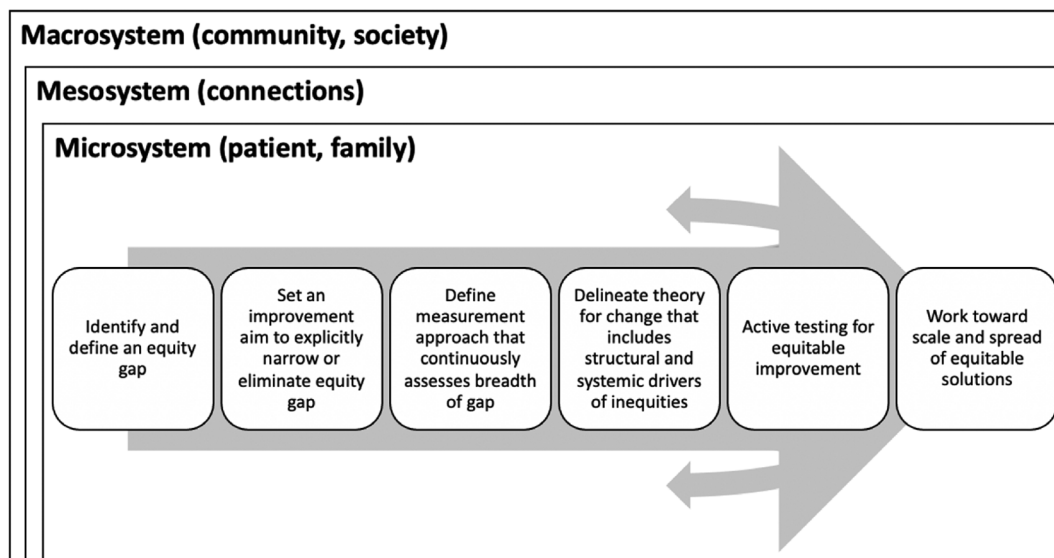 Macrosystem (community, society)
Mesosystem (connections)
Microsystem (patient, family)
Identify and
define an equity
gap
Set an
improvement
aim to explicitly
narrow or
eliminate equity
gap
Define
measurement
approach that
continuously
assesses breadth
of gap
Delineate theory
for change that
includes
structural and
systemic drivers
of inequities
Active testing for
equitable
improvement
Work toward
scale and spread
of equitable
solutions